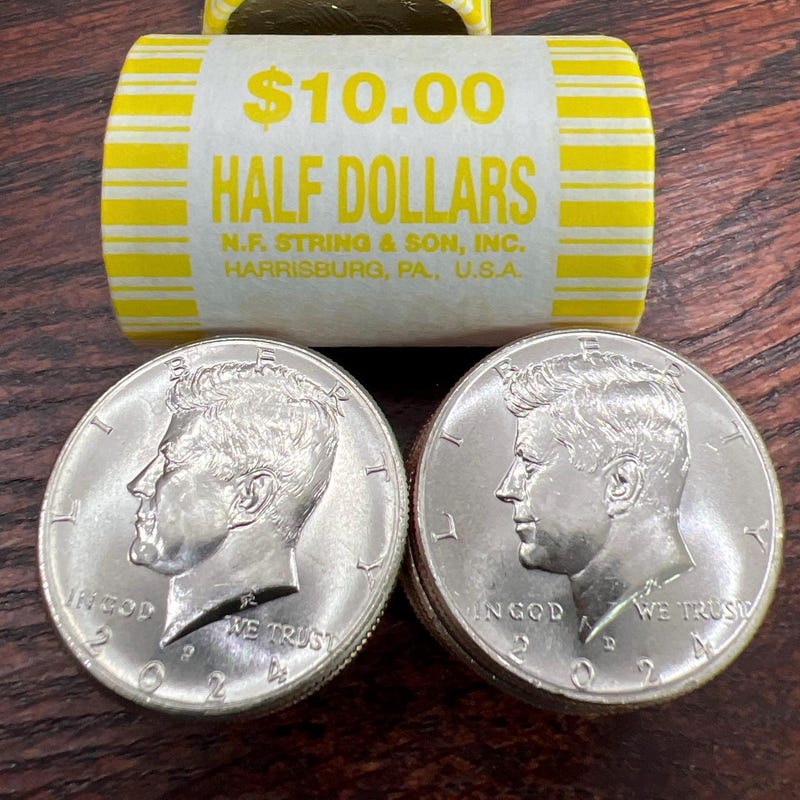 $10.00
HALF DOLLARS
N.F. STRING & SON, INC.
HARRISBURG, PA., U.S.A.
LIBERTY
IN GOD WE TRUST
P
2024
LIBERTY
IN GOD WE TRUST
D
2024